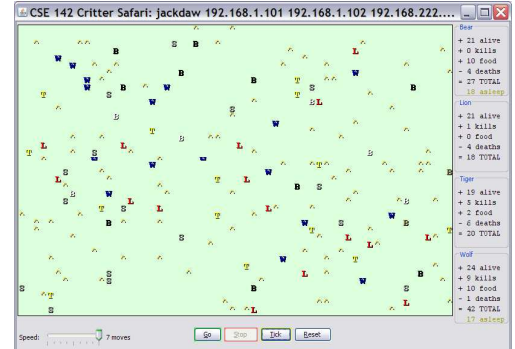 CSE 142 Critter Safari: jackdaw 192.168.1.101 192.168.1.102 192.168.222....
Bear
+ 21 alive
+ 0 kills
+ 10 food
- 4 deaths
= 27 TOTAL
18 asleep
Lion
+ 21 alive
+ 1 kills
+ 0 food
- 4 deaths
= 18 TOTAL
Tiger
+ 19 alive
+ 5 kills
+ 2 food
- 6 deaths
= 20 TOTAL
Wolf
+ 24 alive
+ 9 kills
+ 10 food
- 1 deaths
= 42 TOTAL
17 asleep
Speed: 7 moves Go Stop Tick Reset